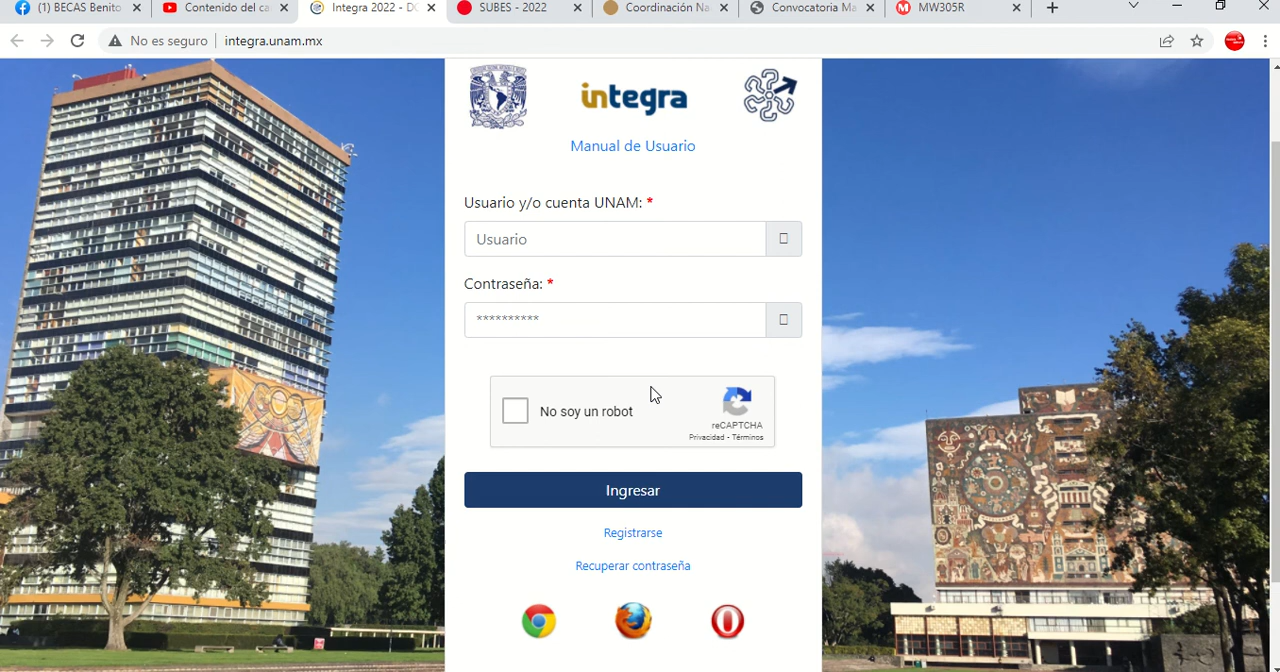 (1) BECAS Benito
Contenido del ca
Integra 2022 - DG
SUBES - 2022
Coordinación Na
Convocatoria Ma
MW305R
No es seguro
integra.unam.mx
integra
Manual de Usuario
Usuario y/o cuenta UNAM: *
Usuario
Contraseña: *
**********
No soy un robot
reCAPTCHA
Privacidad - Términos
Ingresar
Registrarse
Recuperar contraseña